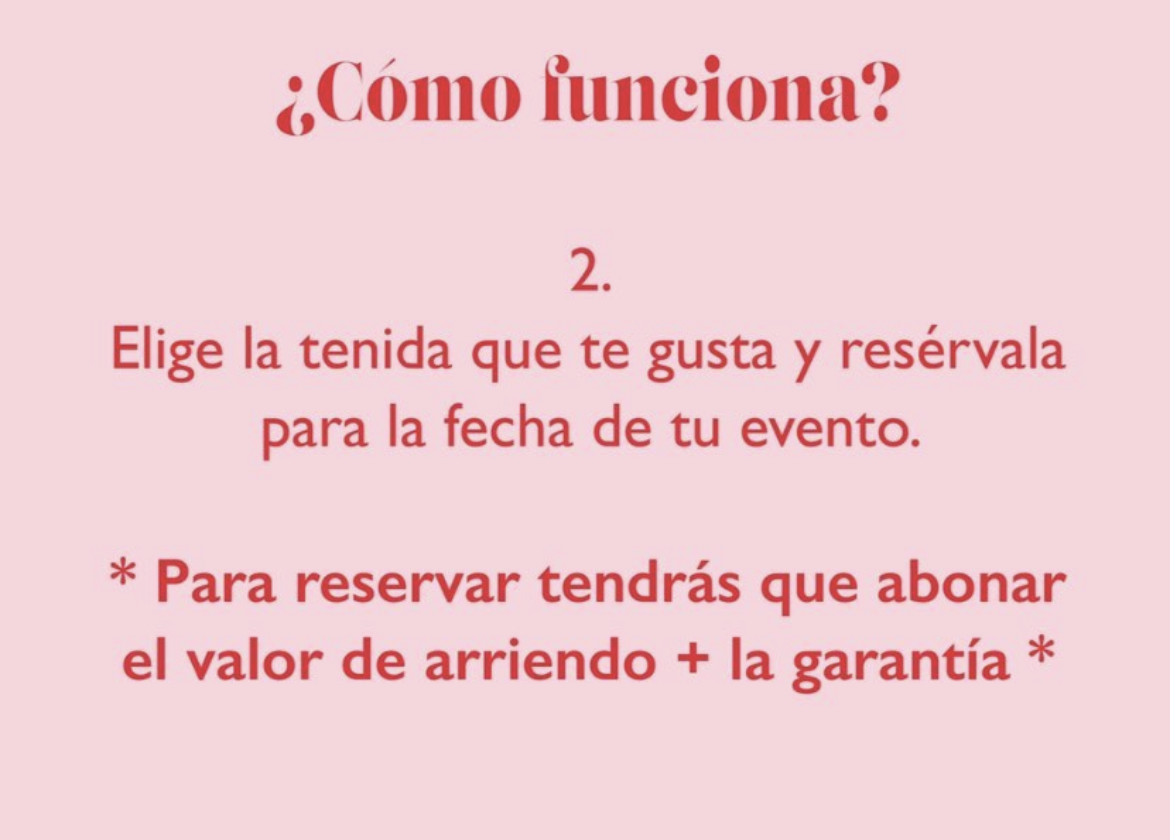 ¿Cómo funciona?
2.
Elige la tenida que te gusta y resérvala
para la fecha de tu evento.
* Para reservar tendrás que abonar
el valor de arriendo + la garantía *